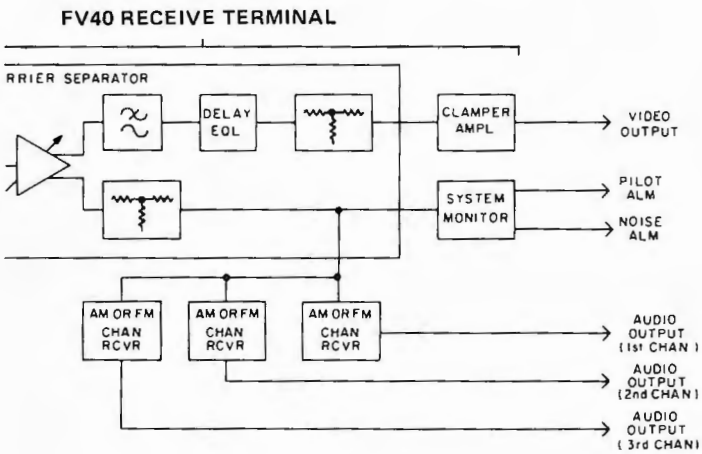 FV40 RECEIVE TERMINAL
RRIER SEPARATOR
DELAY
EQL
CLAMPER
AMPL
VIDEO
OUTPUT
SYSTEM
MONITOR
PILOT
ALM
NOISE
ALM
AM OR FM
CHAN
RCVR
AM OR FM
CHAN
RCVR
AM OR FM
CHAN
RCVR
AUDIO
OUTPUT
(1st CHAN)
AUDIO
OUTPUT
(2nd CHAN)
AUDIO
OUTPUT
(3rd CHAN)